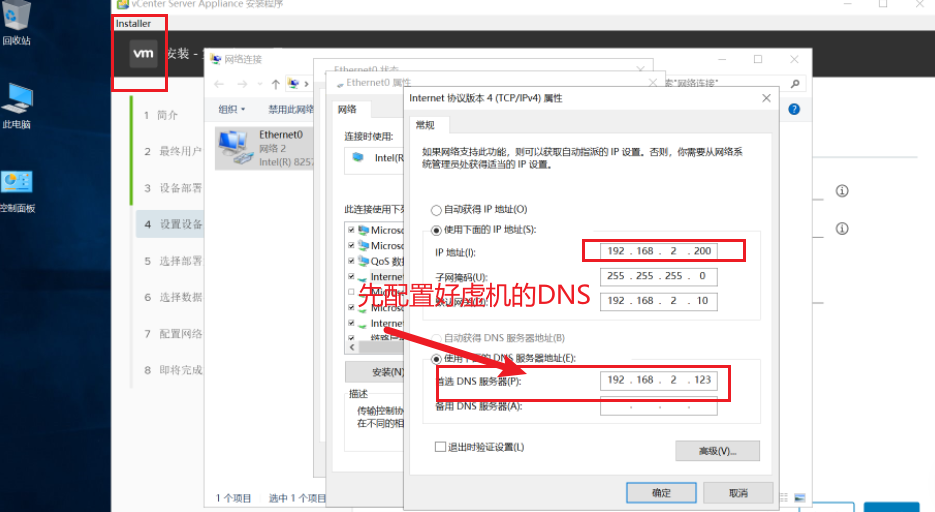 vCenter Server Appliance 安装程序
Installer
回收站
vm
安装 -
网络连接
Ethernet0 状态
Ethernet0 属性
索"网络连接"
Internet 协议版本 4 (TCP/IPv4) 属性
组织
禁用此网络
网络
常规
此电脑
1 简介
Ethernet0
网络 2
Intel(R) 8257
连接时使用:
Intel(R
如果网络支持此功能，则可以获取自动指派的 IP 设置。否则，你需要从网络系
统管理员处获得适当的 IP 设置。
2 最终用户
控制面板
3 设备部署
4 设置设备
5 选择部署
6 选择数据
7 配置网络
8 即将完成
此连接使用下列
Microso
Microso
QoS 数据
Internet
Microso
Internet
自动获得 IP 地址(O)
使用下面的 IP 地址(S):
IP 地址(I):
192 . 168 . 2 . 200
子网掩码(U):
255 . 255 . 255 . 0
192 . 168 . 2 . 10
先配置好虚机的DNS
自动获得 DNS 服务器地址(B)
使用下面的 DNS 服务器地址(E):
首选 DNS 服务器(P):
192 . 168 . 2 . 123
备用 DNS 服务器(A):
安装(N)
描述
传输控制协
在不同的相
退出时验证设置(L)
高级(V)...
确定
取消
1 个项目
选中 1 个项目